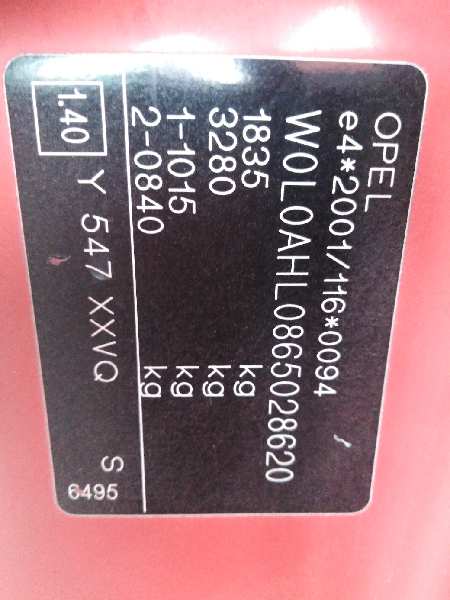 OPEL
e4*2001/116*0094
W0L0AHL0865028620
1835 kg
3280 kg
1-1015 kg
2-0840 kg
1.40 Y 547 XXVQ S
6495